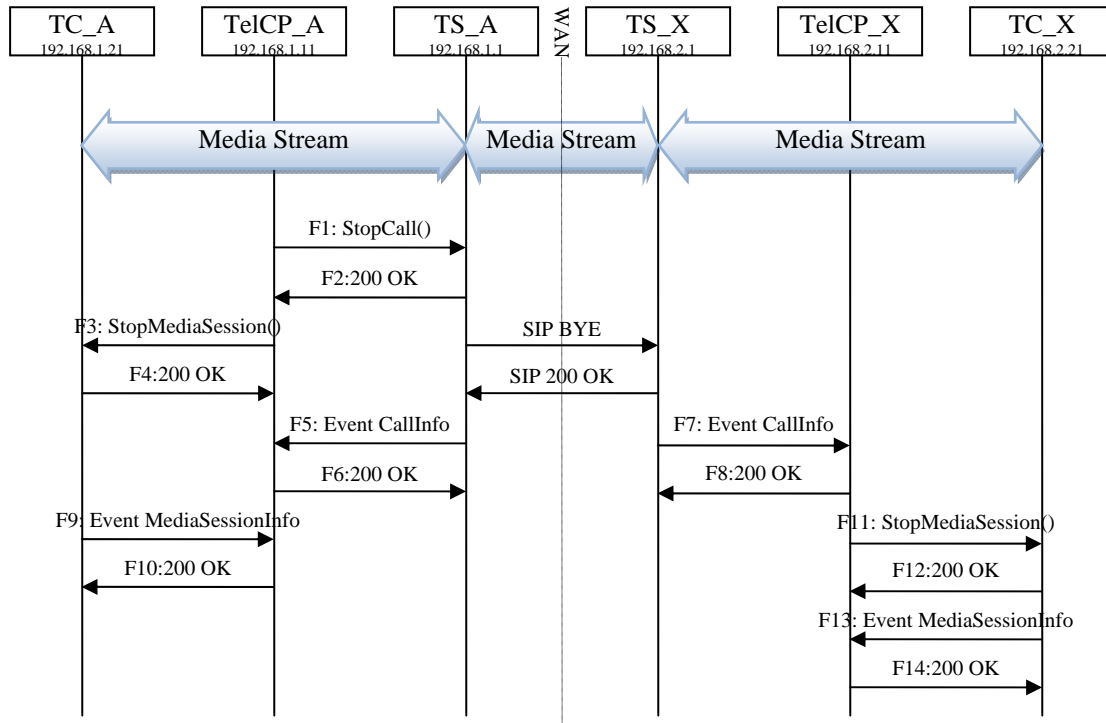 TC_A
192.168.1.21
TelCP_A
192.168.1.11
TS_A
192.168.1.1
WAN
TS_X
192.168.2.1
TelCP_X
192.168.2.11
TC_X
192.168.2.21
Media Stream
Media Stream
Media Stream
F1: StopCall()
F2:200 OK
F3: StopMediaSession()
SIP BYE
F4:200 OK
SIP 200 OK
F5: Event CallInfo
F7: Event CallInfo
F6:200 OK
F8:200 OK
F9: Event MediaSessionInfo
F11: StopMediaSession()
F10:200 OK
F12:200 OK
F13: Event MediaSessionInfo
F14:200 OK